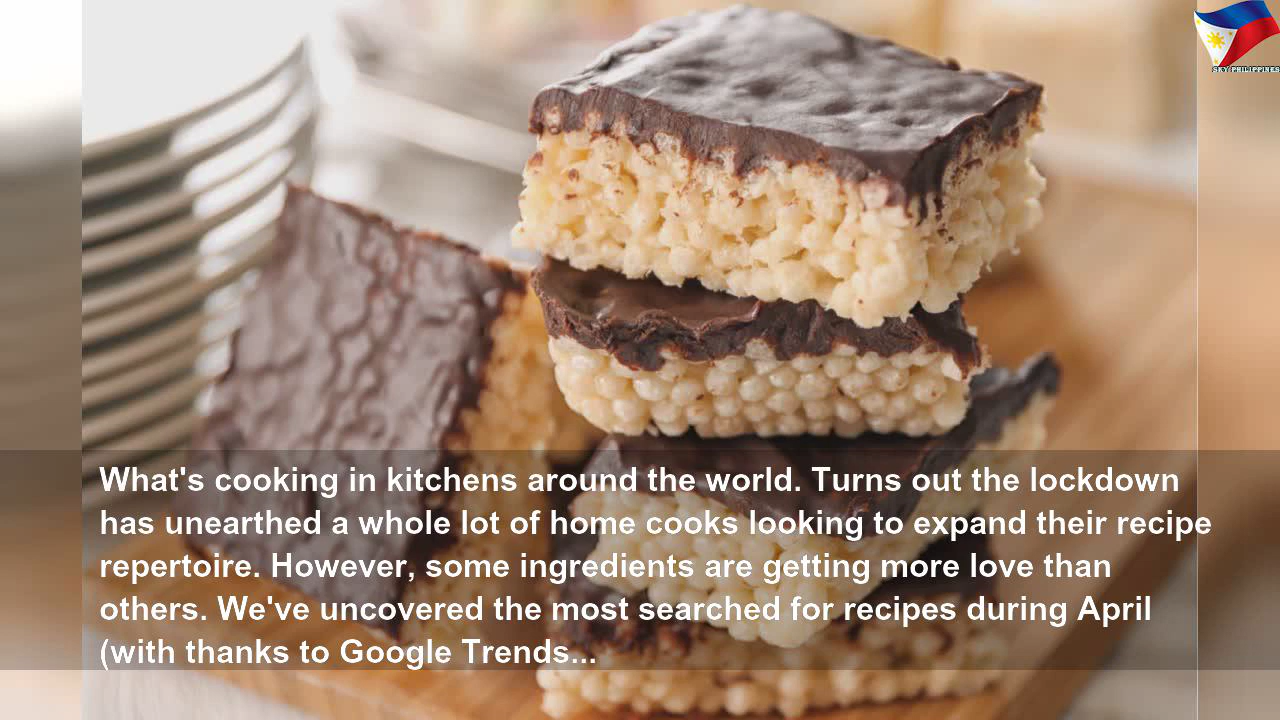 SKY PHILIPPINES
What's cooking in kitchens around the world. Turns out the lockdown
has unearthed a whole lot of home cooks looking to expand their recipe
repertoire. However, some ingredients are getting more love than
others. We've uncovered the most searched for recipes during April
(with thanks to Google Trends...